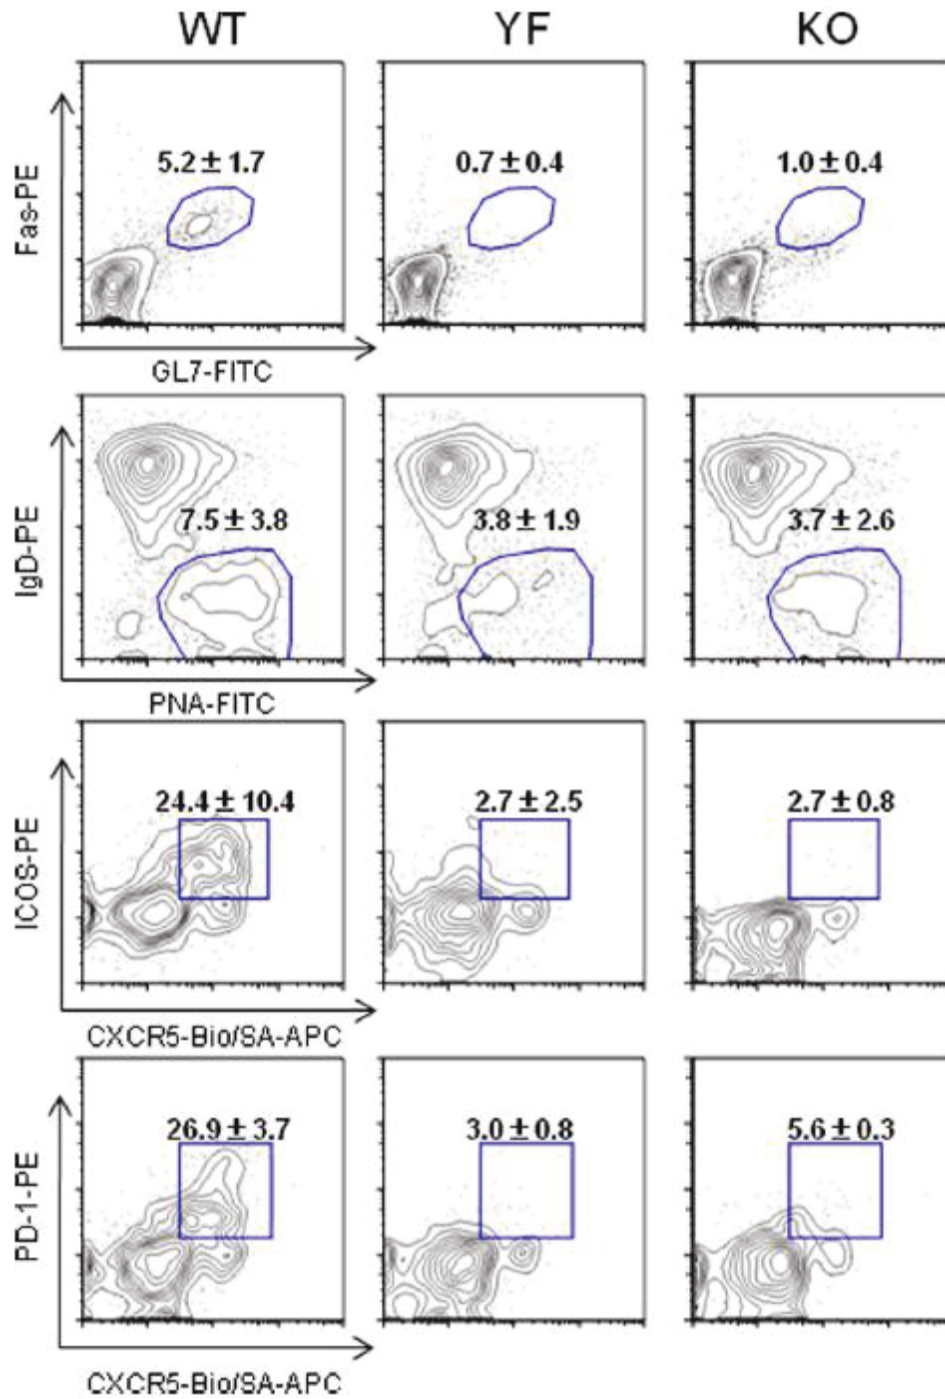 WT YF KO
Fas-PE
5.2 ± 1.7 0.7 ± 0.4 1.0 ± 0.4
GL7-FITC
IgD-PE
7.5 ± 3.8 3.8 ± 1.9 3.7 ± 2.6
PNA-FITC
ICOS-PE
24.4 ± 10.4 2.7 ± 2.5 2.7 ± 0.8
CXCR5-Bio/SA-APC
PD-1-PE
26.9 ± 3.7 3.0 ± 0.8 5.6 ± 0.3
CXCR5-Bio/SA-APC